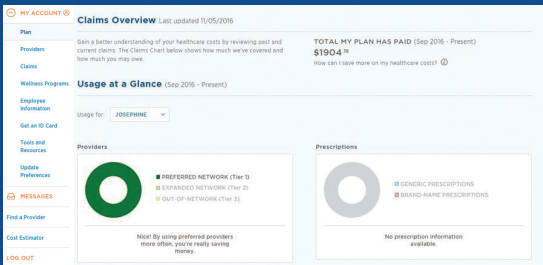 MY ACCOUNT
Plan
Providers
Claims
Wellness Programs
Employee
Information
Get an ID Card
Tools and
Resources
Update
Preferences
MESSAGES
Find a Provider
Cost Estimator
LOG OUT
Claims Overview Last updated 11/05/2016
Gain a better understanding of your healthcare costs by reviewing past and
current claims. The Claims Chart below shows how much we've covered and
how much you may owe.
TOTAL MY PLAN HAS PAID (Sep 2016 - Present)
$1904.18
How can I save more on my healthcare costs?
Usage at a Glance (Sep 2016 - Present)
Usage for: JOSEPHINE
Providers
PREFERRED NETWORK (Tier 1)
EXPANDED NETWORK (Tier 2)
OUT-OF-NETWORK (Tier 3)
Nice! By using preferred providers
more often, you're really saving
money.
Prescriptions
GENERIC PRESCRIPTIONS
BRAND-NAME PRESCRIPTIONS
No prescription information
available.